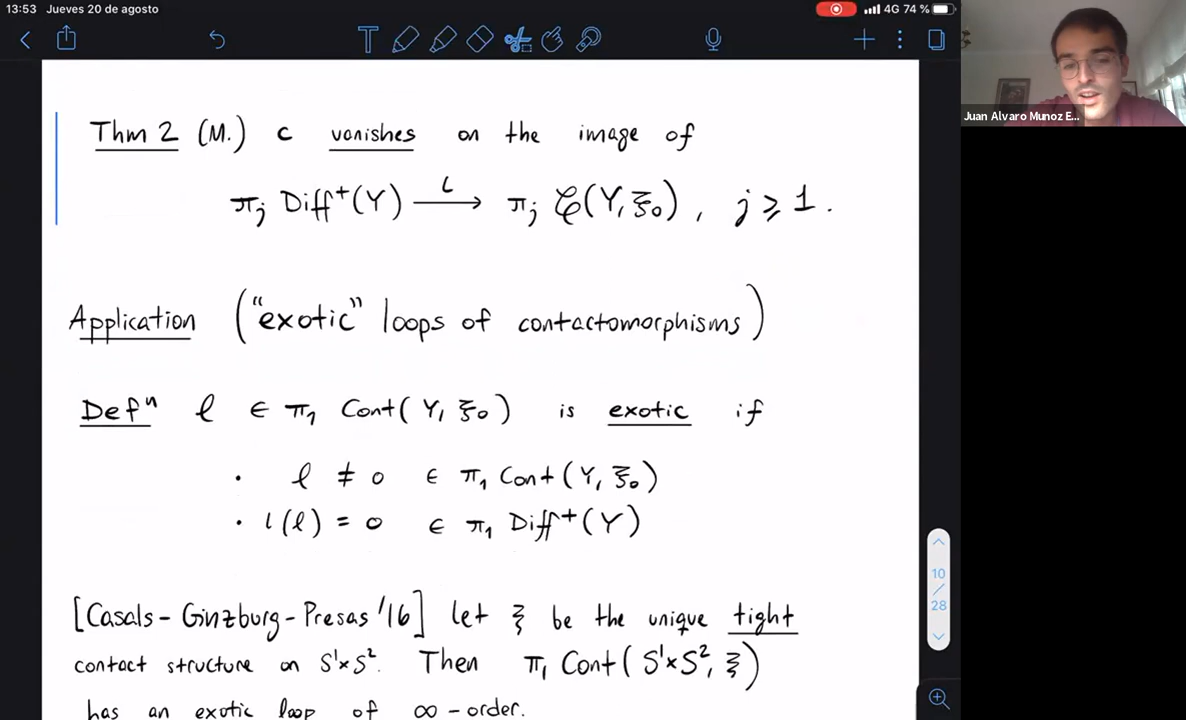 13:53 Jueves 20 de agosto
4G 74 %
Thm 2 (M.) c vanishes on the image of
πj Diff⁺(Y) —ι→ πj 𝒞(Y, ξ₀), j ⩾ 1.
Application ("exotic" loops of contactomorphisms)
Defⁿ ℓ ∈ π₁ Cont(Y, ξ₀) is exotic if
· ℓ ≠ 0 ∈ π₁ Cont(Y, ξ₀)
· ι(ℓ) = 0 ∈ π₁ Diff⁺(Y)
[Casals-Ginzburg-Presas '16] Let ξ be the unique tight
contact structure on S¹×S². Then π₁ Cont(S¹×S², ξ)
has an exotic loop of ∞-order.
10
/
28
Juan Alvaro Munoz E...